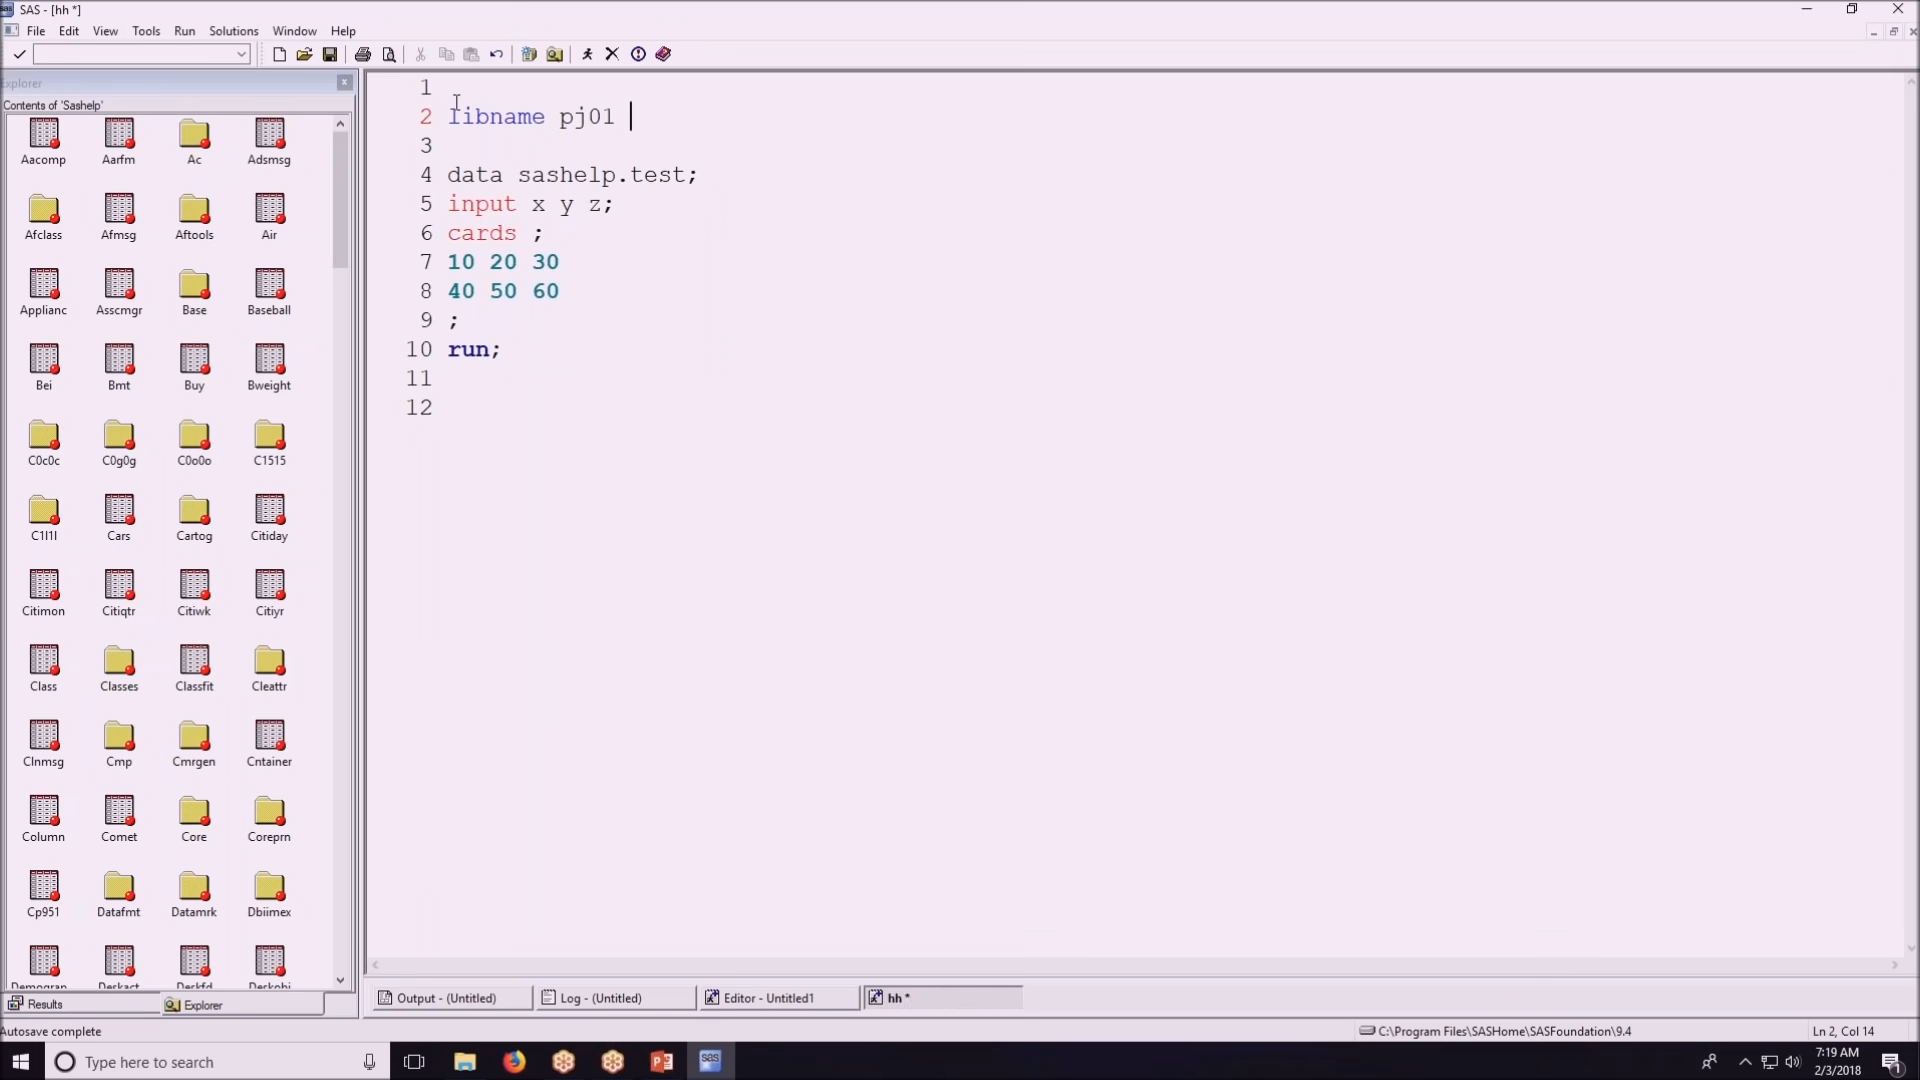 SAS - [hh *]
File Edit View Tools Run Solutions Window Help
Explorer
Contents of 'Sashelp'
Aacomp Aarfm Ac Adsmsg
Afclass Afmsg Aftools Air
Applianc Asscmgr Base Baseball
Bei Bmt Buy Bweight
C0c0c C0g0g C0o0o C1515
C1l1l Cars Cartog Citiday
Citimon Citiqtr Citiwk Citiyr
Class Classes Classfit Cleattr
Clnmsg Cmp Cmrgen Cntainer
Column Comet Core Coreprn
Cp951 Datafmt Datamrk Dbiimex
Demogran Deskact Deskfd Deskobj
Results Explorer
1
2 libname pj01
3
4 data sashelp.test;
5 input x y z;
6 cards ;
7 10 20 30
8 40 50 60
9 ;
10 run;
11
12
Output - (Untitled) Log - (Untitled) Editor - Untitled1 hh *
Autosave complete C:\Program Files\SASHome\SASFoundation\9.4 Ln 2, Col 14
Type here to search
sas
7:19 AM
2/3/2018
1